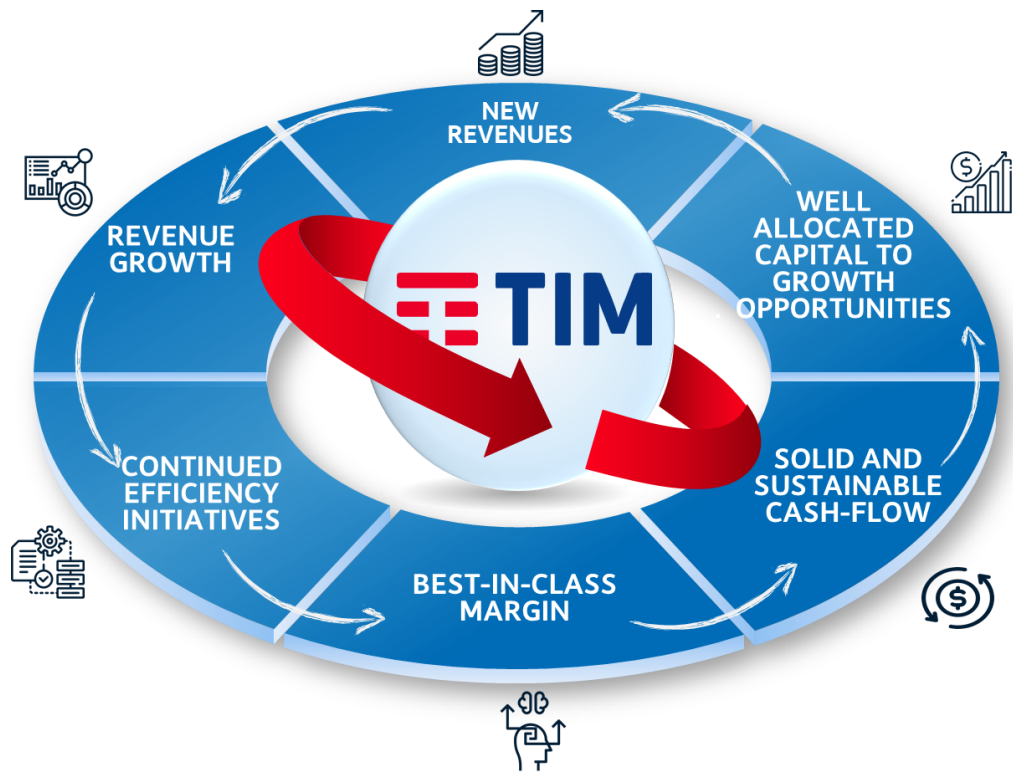 NEW
REVENUES
REVENUE
GROWTH
WELL
ALLOCATED
CAPITAL TO
GROWTH
OPPORTUNITIES
TIM
CONTINUED
EFFICIENCY
INITIATIVES
SOLID AND
SUSTAINABLE
CASH-FLOW
BEST-IN-CLASS
MARGIN
$
$